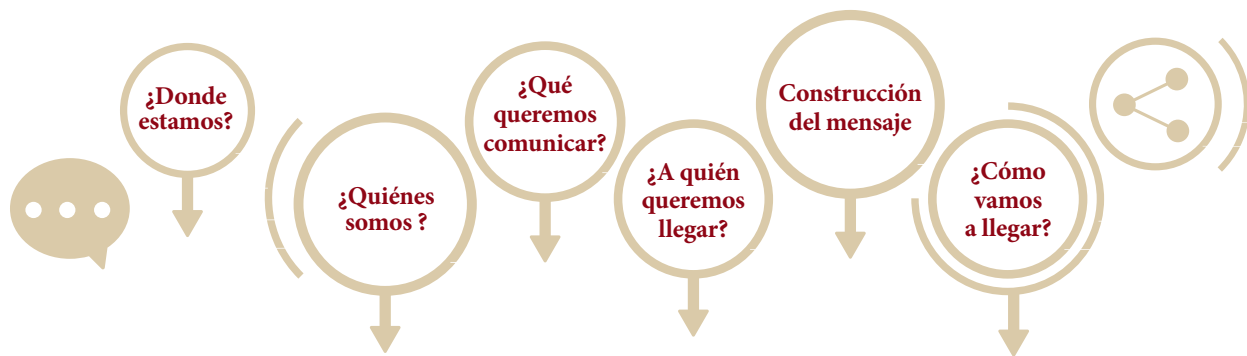 ¿Donde
estamos?
¿Quiénes
somos ?
¿Qué
queremos
comunicar?
¿A quién
queremos
llegar?
Construcción
del mensaje
¿Cómo
vamos
a llegar?